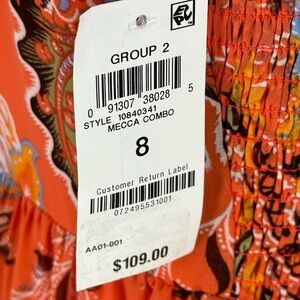 GROUP 2
0 91307 38028 5
STYLE 10840341
MECCA COMBO
8
Customer Return Label
072495531001
AA01-001
$109.00